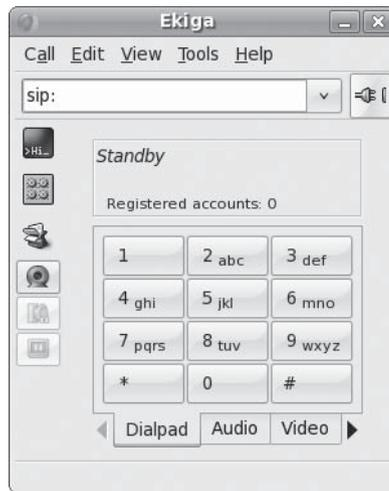 Ekiga
Call Edit View Tools Help
sip:
>Hi_
Standby
Registered accounts: 0
1 2 abc 3 def
4 ghi 5 jkl 6 mno
7 pqrs 8 tuv 9 wxyz
* 0 #
Dialpad Audio Video